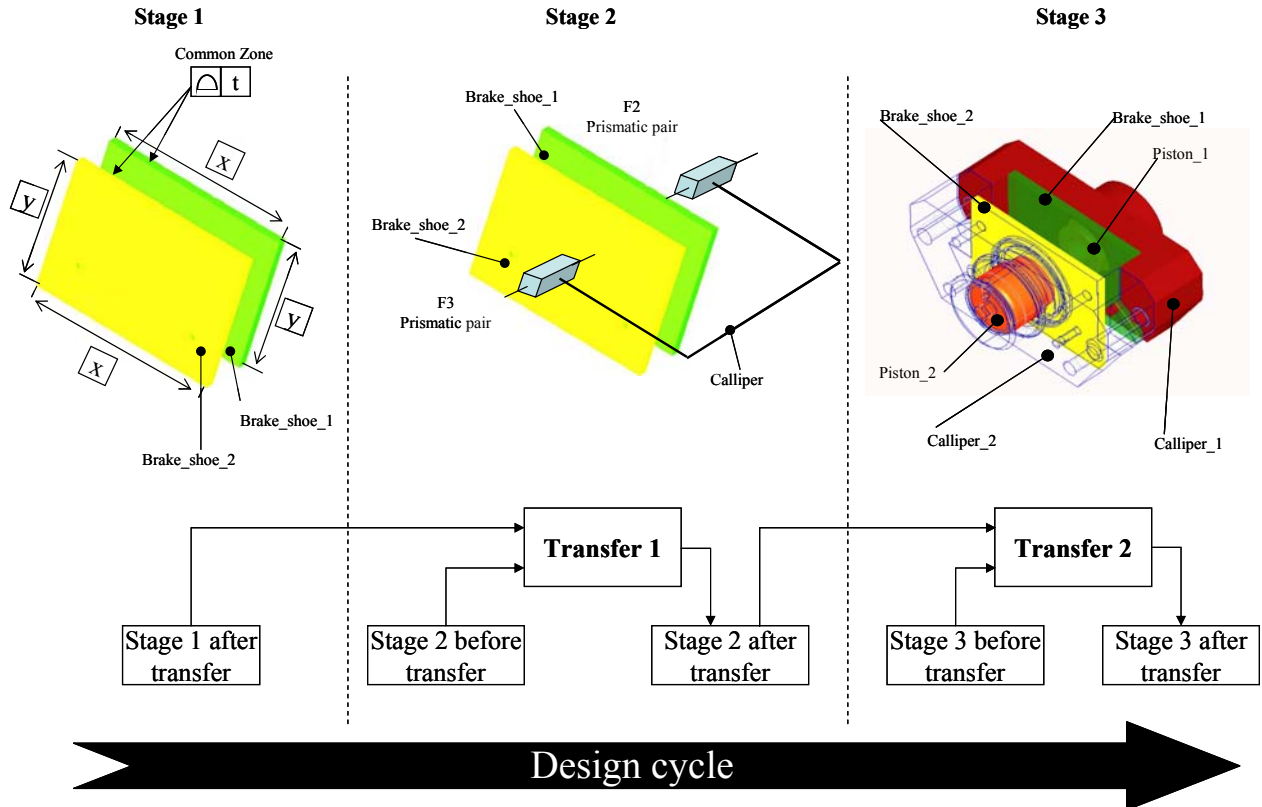 Stage 1
Stage 2
Stage 3
Common Zone
t
x
y
y
x
Brake_shoe_1
Brake_shoe_2
Brake_shoe_1
F2
Prismatic pair
Brake_shoe_2
F3
Prismatic pair
Calliper
Brake_shoe_2
Brake_shoe_1
Piston_1
Piston_2
Calliper_2
Calliper_1
Transfer 1
Transfer 2
Stage 1 after
transfer
Stage 2 before
transfer
Stage 2 after
transfer
Stage 3 before
transfer
Stage 3 after
transfer
Design cycle